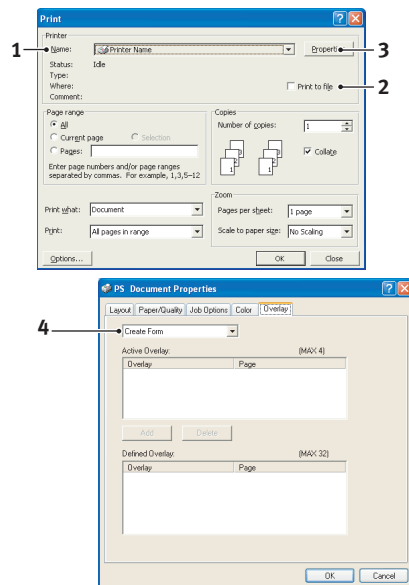 Print
Printer
1
Name:
Printer Name
Properti
3
Status:
Idle
Type:
Where:
Print to file
2
Comment:
Page range
All
Current page
Selection
Pages:
Enter page numbers and/or page ranges
separated by commas. For example, 1,3,5–12
Copies
Number of copies:
1
Collate
Print what:
Document
Print:
All pages in range
Zoom
Pages per sheet:
1 page
Scale to paper size:
No Scaling
Options...
OK
Close
PS Document Properties
Layout
Paper/Quality
Job Options
Color
Overlay
4
Create Form
Active Overlay:
(MAX 4)
Overlay
Page
Add
Delete
Defined Overlay:
(MAX 32)
Overlay
Page
OK
Cancel